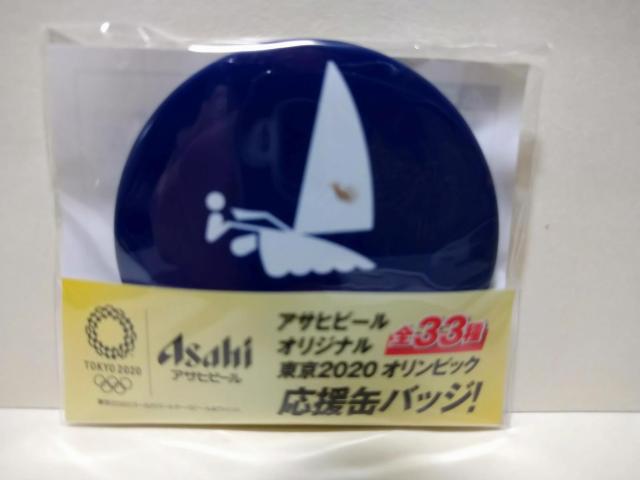 アサヒビール
オリジナル
全33種
東京2020 オリンピック
応援缶バッジ!
TOKYO 2020
Asahi
アサヒビール